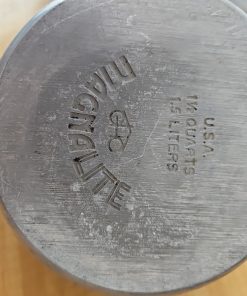 MAGNALITE
GHC
U.S.A.
1½ QUARTS
1.5 LITERS